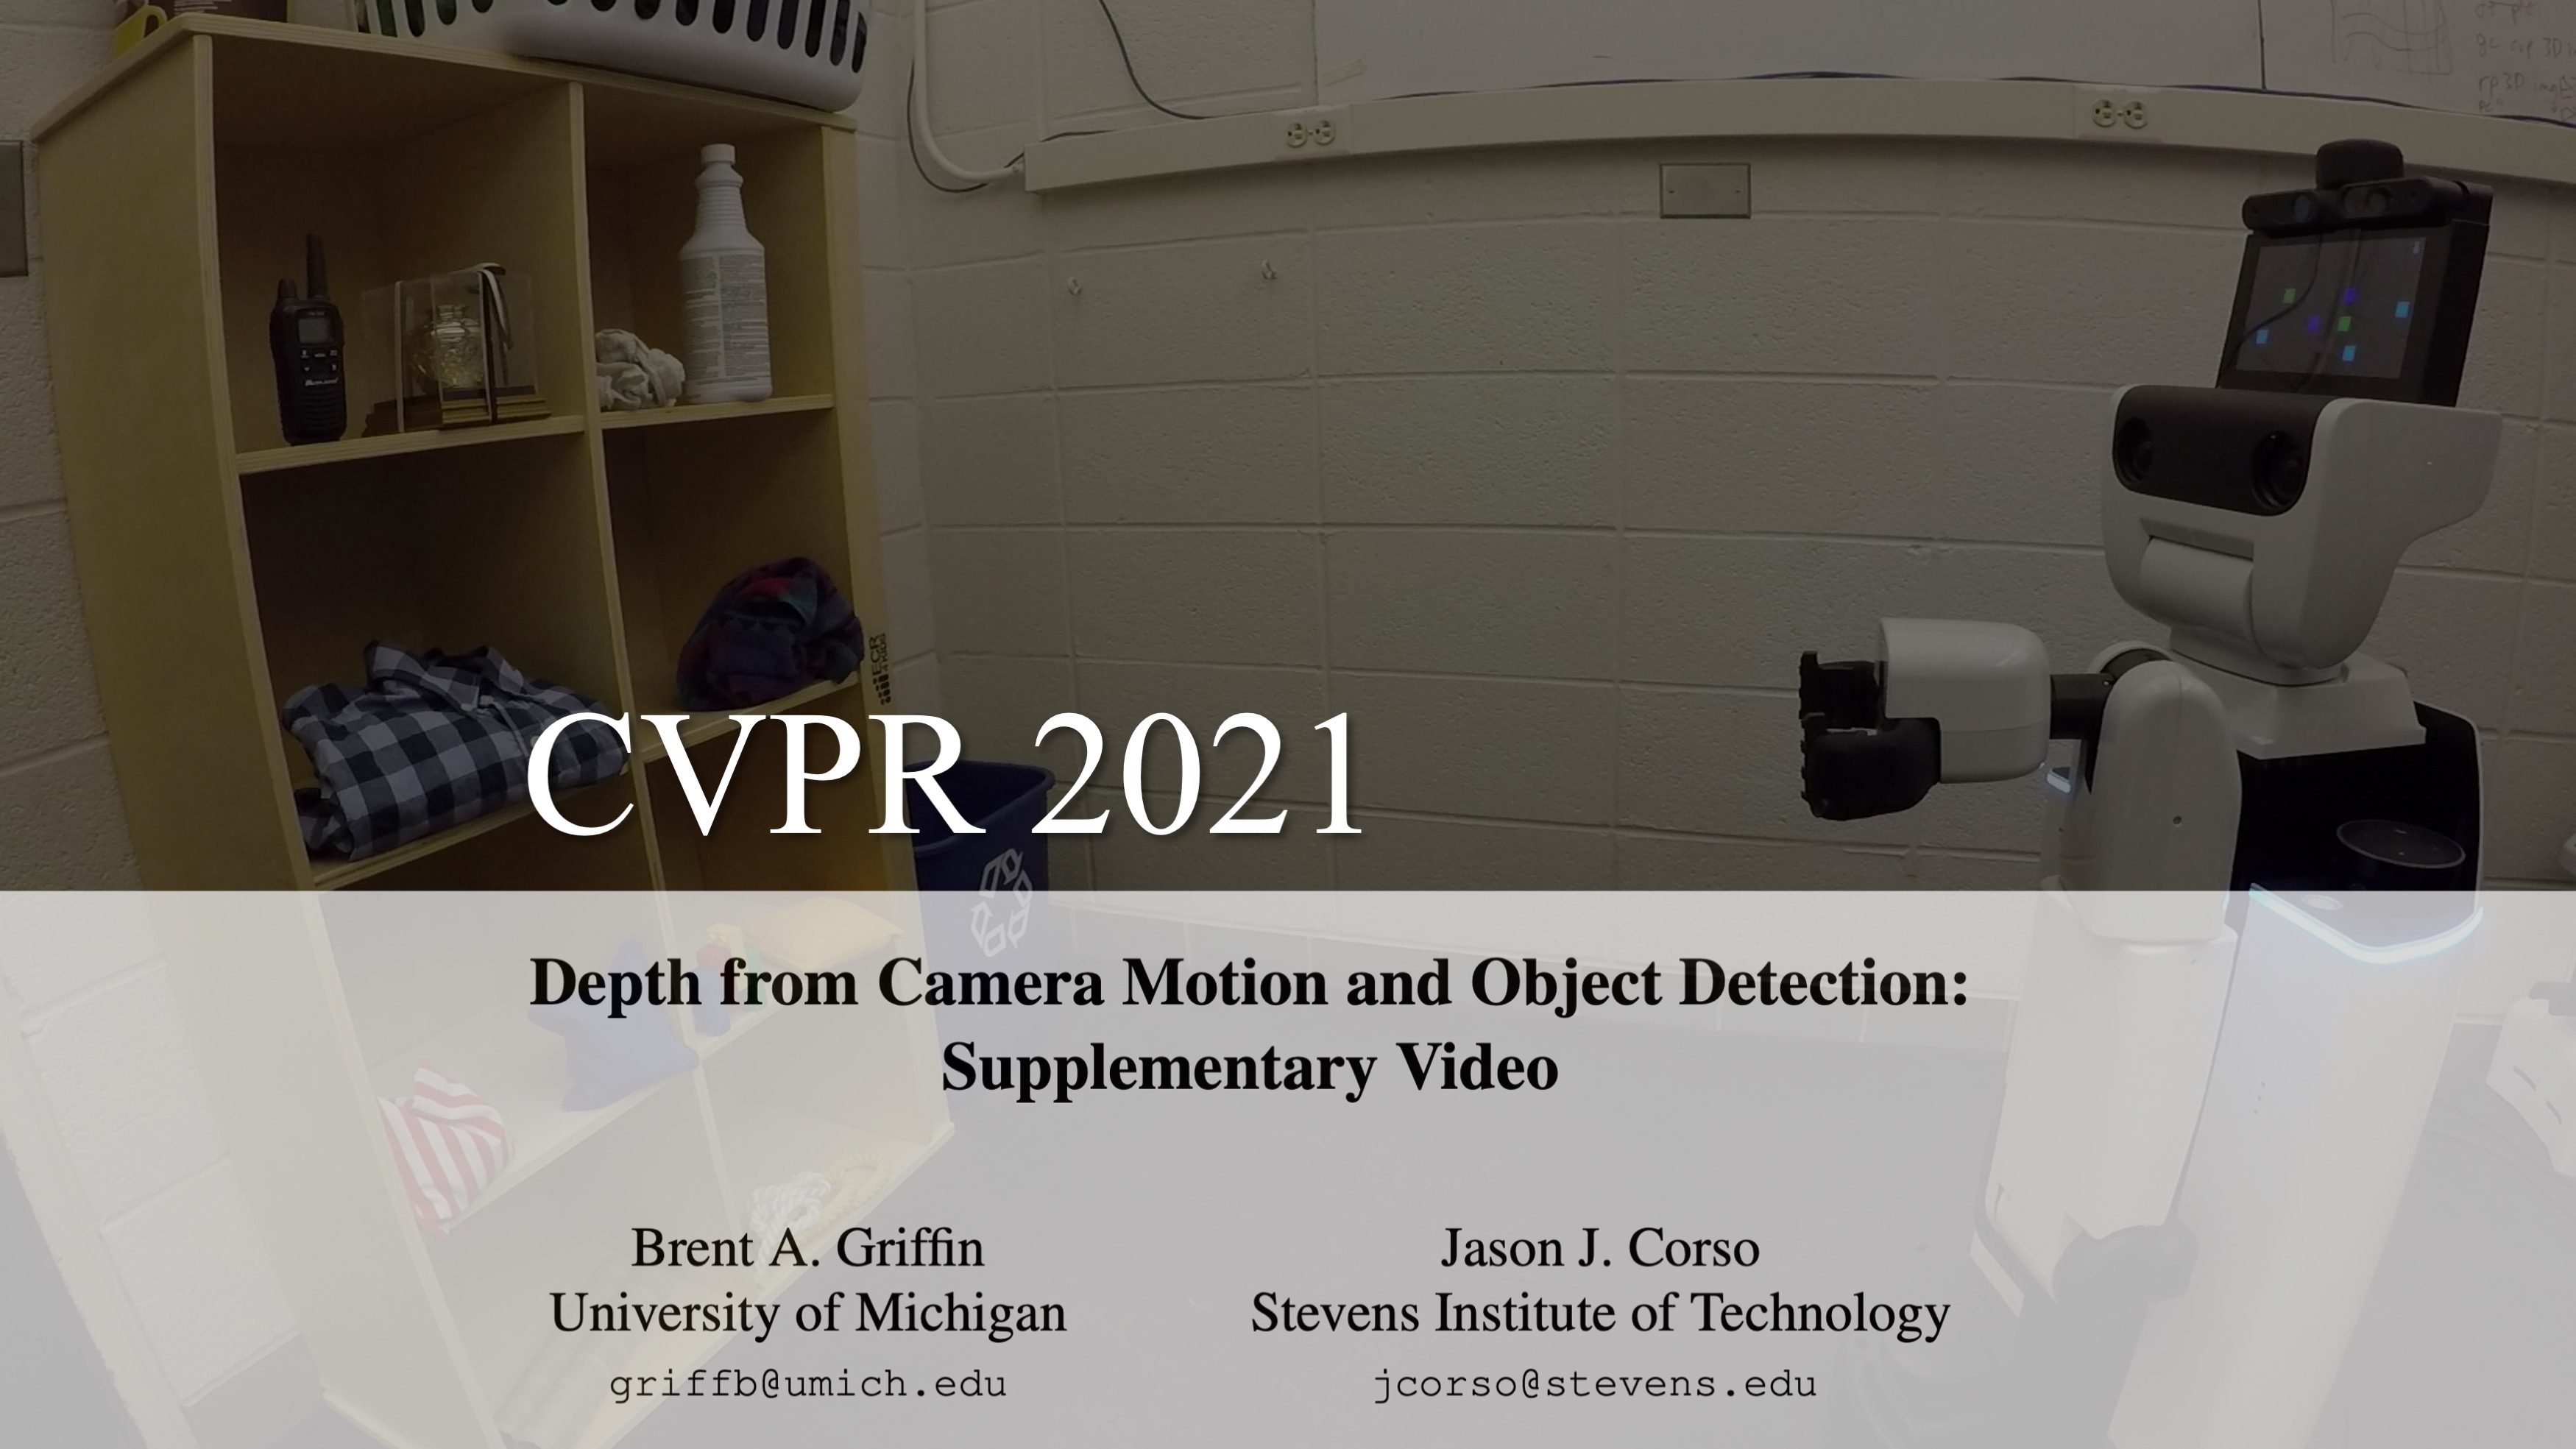 CVPR 2021
Depth from Camera Motion and Object Detection:
Supplementary Video
Brent A. Griffin
University of Michigan
griffb@umich.edu
Jason J. Corso
Stevens Institute of Technology
jcorso@stevens.edu
ECR